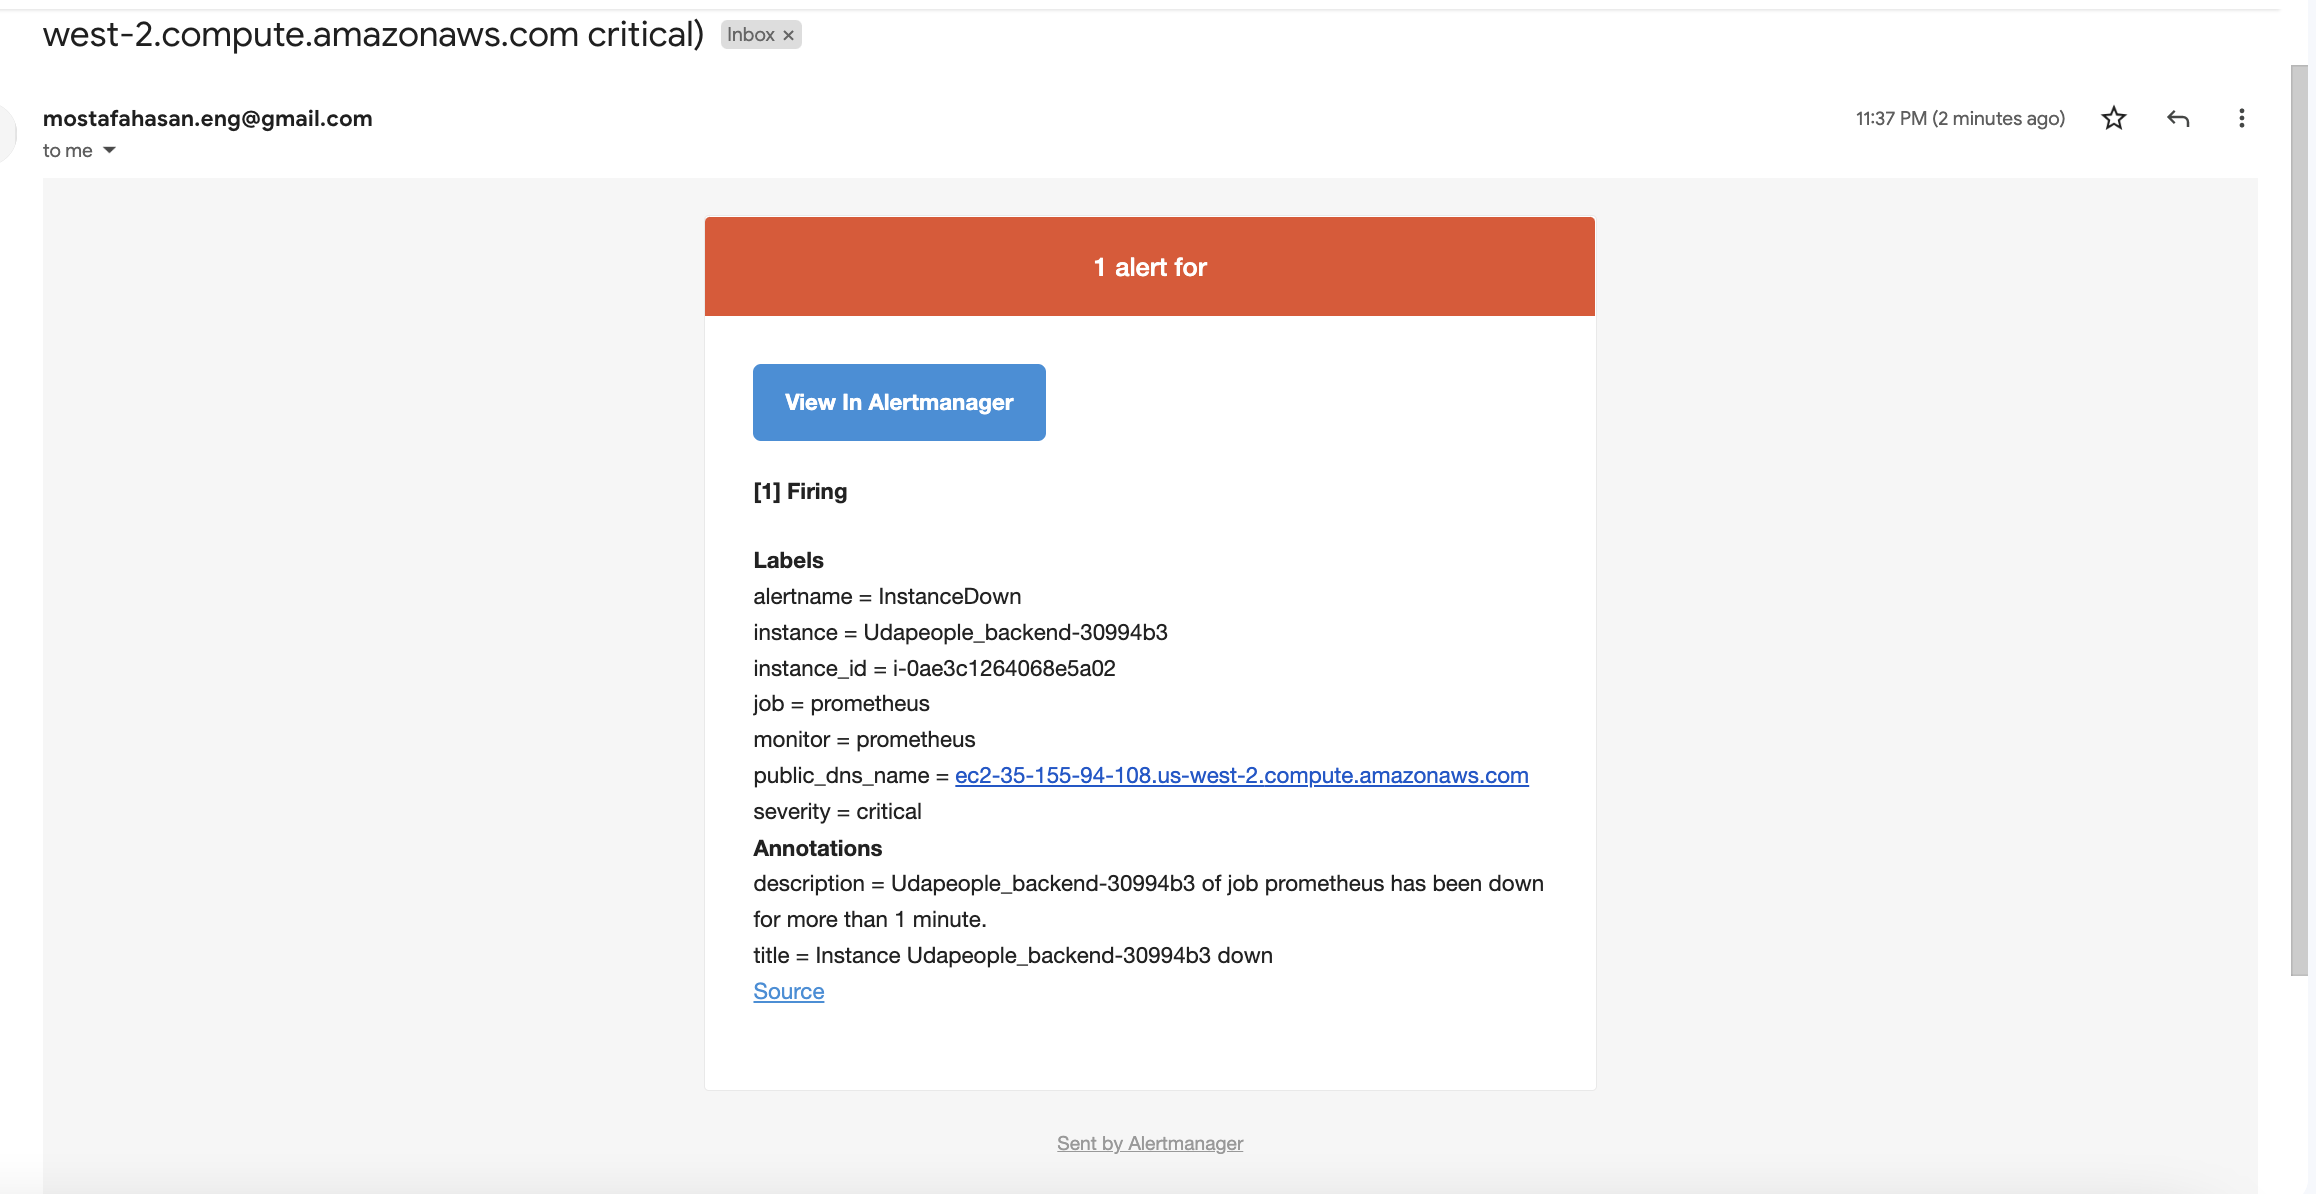 west-2.compute.amazonaws.com critical) Inbox ×
mostafahasan.eng@gmail.com 11:37 PM (2 minutes ago)
to me
1 alert for
View In Alertmanager
[1] Firing
Labels
alertname = InstanceDown
instance = Udapeople_backend-30994b3
instance_id = i-0ae3c1264068e5a02
job = prometheus
monitor = prometheus
public_dns_name = ec2-35-155-94-108.us-west-2.compute.amazonaws.com
severity = critical
Annotations
description = Udapeople_backend-30994b3 of job prometheus has been down
for more than 1 minute.
title = Instance Udapeople_backend-30994b3 down
Source
Sent by Alertmanager